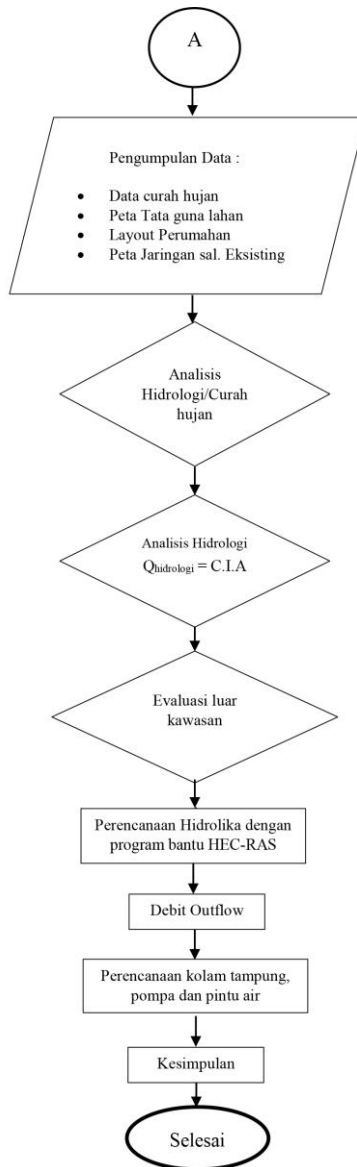 A
Pengumpulan Data :
• Data curah hujan
• Peta Tata guna lahan
• Layout Perumahan
• Peta Jaringan sal. Eksisting
Analisis
Hidrologi/Curah
hujan
Analisis Hidrologi
Qhidrologi = C.I.A
Evaluasi luar
kawasan
Perencanaan Hidrolika dengan
program bantu HEC-RAS
Debit Outflow
Perencanaan kolam tampung,
pompa dan pintu air
Kesimpulan
Selesai